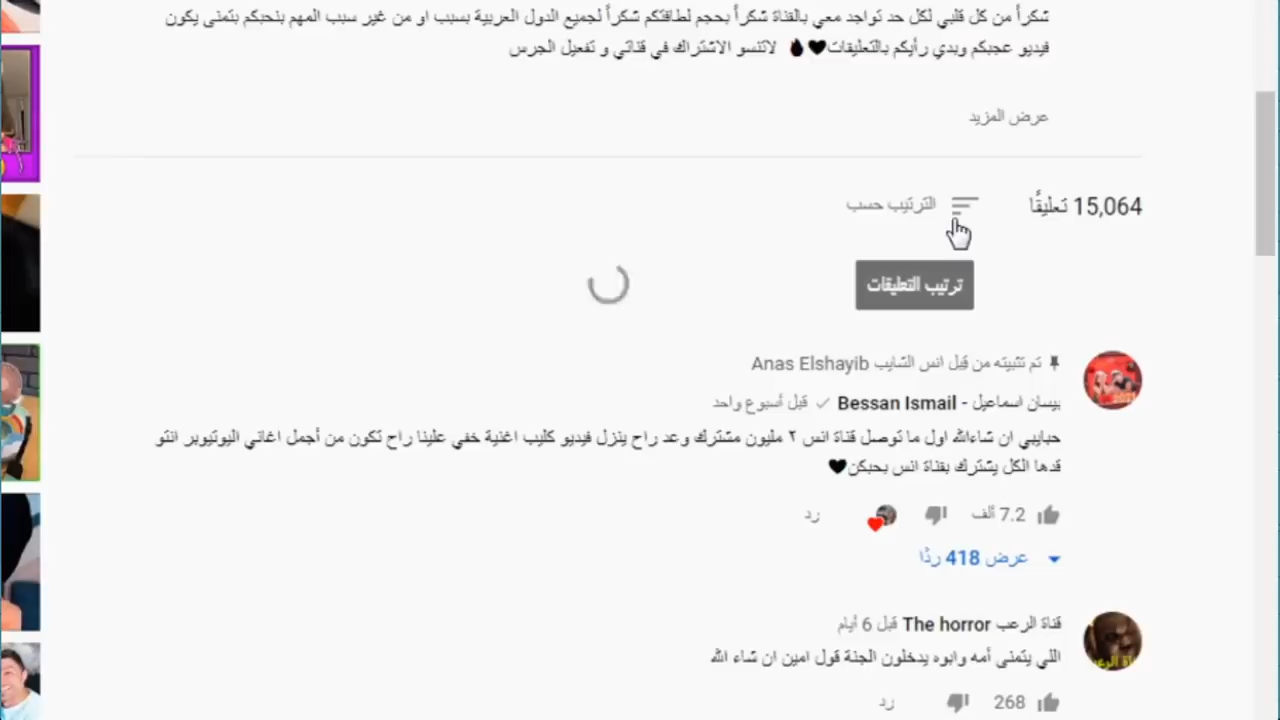 شكراً من كل قلبي لكل حد تواجد معي بالقناة شكراً بحجم لطافتكم شكراً لجميع الدول العربية بسبب او من غير سبب المهم بنحبكم بتمنى يكون
فيديو عجبكم وبدي رأيكم بالتعليقات🖤 لاتنسو الاشتراك في قناتي و تفعيل الجرس
عرض المزيد
15,064 تعليقًا
الترتيب حسب
ترتيب التعليقات
تم تثبيته من قبل انس الشايب Anas Elshayib
بيسان اسماعيل - Bessan Ismail ✓ قبل أسبوع واحد
حبايبي ان شاءالله اول ما توصل قناة انس ٢ مليون مشترك وعد راح ينزل فيديو كليب اغنية خفي علينا راح تكون من أجمل اغاني اليوتيوبر انتو
قدها الكل يشترك بقناة انس بحبكن🖤
7.2 ألف
رد
عرض 418 ردًا
قناة الرعب The horror قبل 6 أيام
اللي يتمنى أمه وابوه يدخلون الجنة قول امين ان شاء الله
268
رد